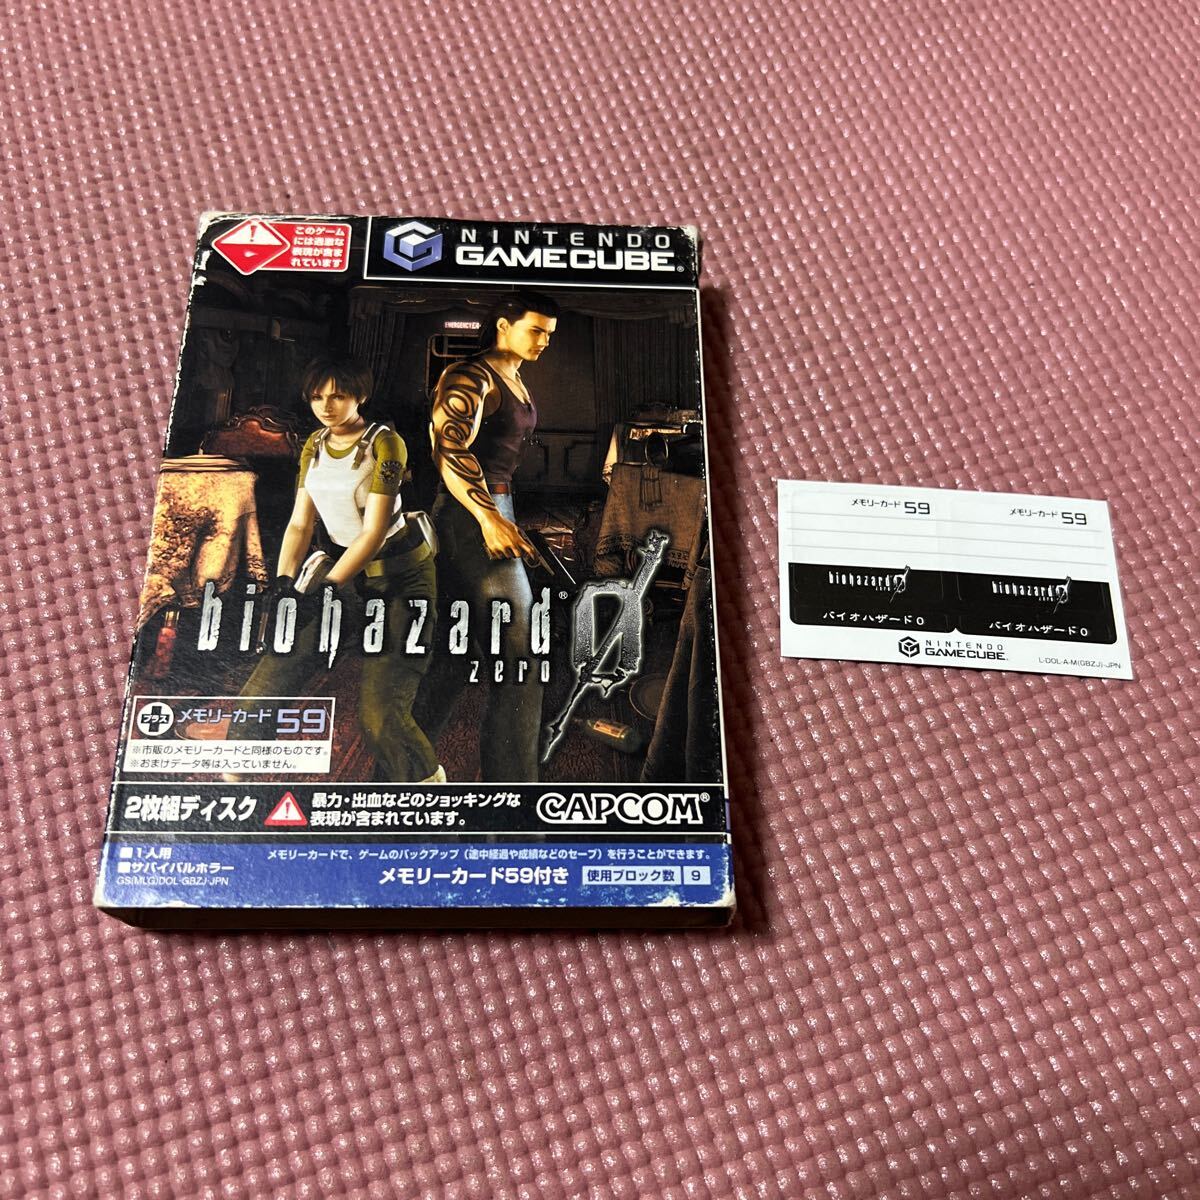 このゲーム
には過激な
表現が含ま
れています
NINTENDO
GAMECUBE®
EMERGENCY
biohazard® 0
zero
プラス メモリーカード 59
※市販のメモリーカードと同様のものです。
※おまけデータ等は入っていません。
2枚組ディスク
暴力・出血などのショッキングな
表現が含まれています。
CAPCOM®
■1人用
■サバイバルホラー
GS(MLG)DOL-GBZJ-JPN
メモリーカードで、ゲームのバックアップ(途中経過や成績などのセーブ)を行うことができます。
メモリーカード59付き
使用ブロック数 9
メモリーカード 59
biohazard 0
zero
バイオハザード0
メモリーカード 59
biohazard 0
zero
バイオハザード0
NINTENDO
GAMECUBE
L-DOL-A-M(GBZJ)-JPN